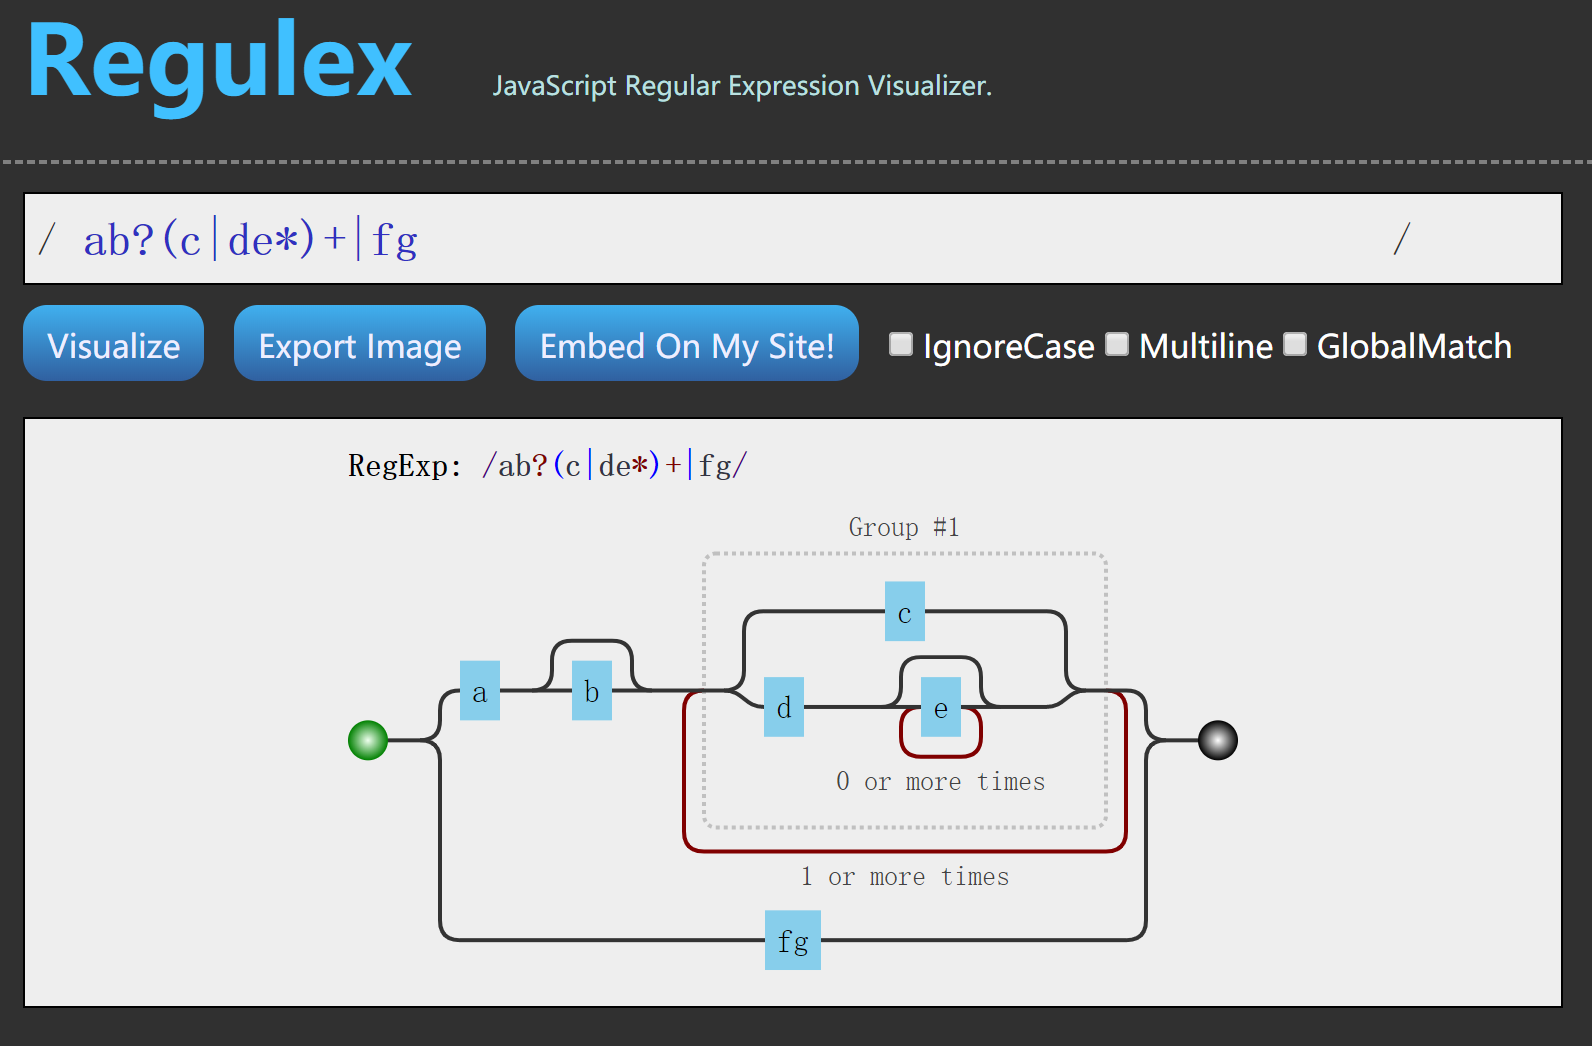 Regulex
JavaScript Regular Expression Visualizer.
/ ab?(c|de*)+|fg /
Visualize Export Image Embed On My Site! IgnoreCase Multiline GlobalMatch
RegExp: /ab?(c|de*)+|fg/
Group #1
c
a b d e
0 or more times
1 or more times
fg